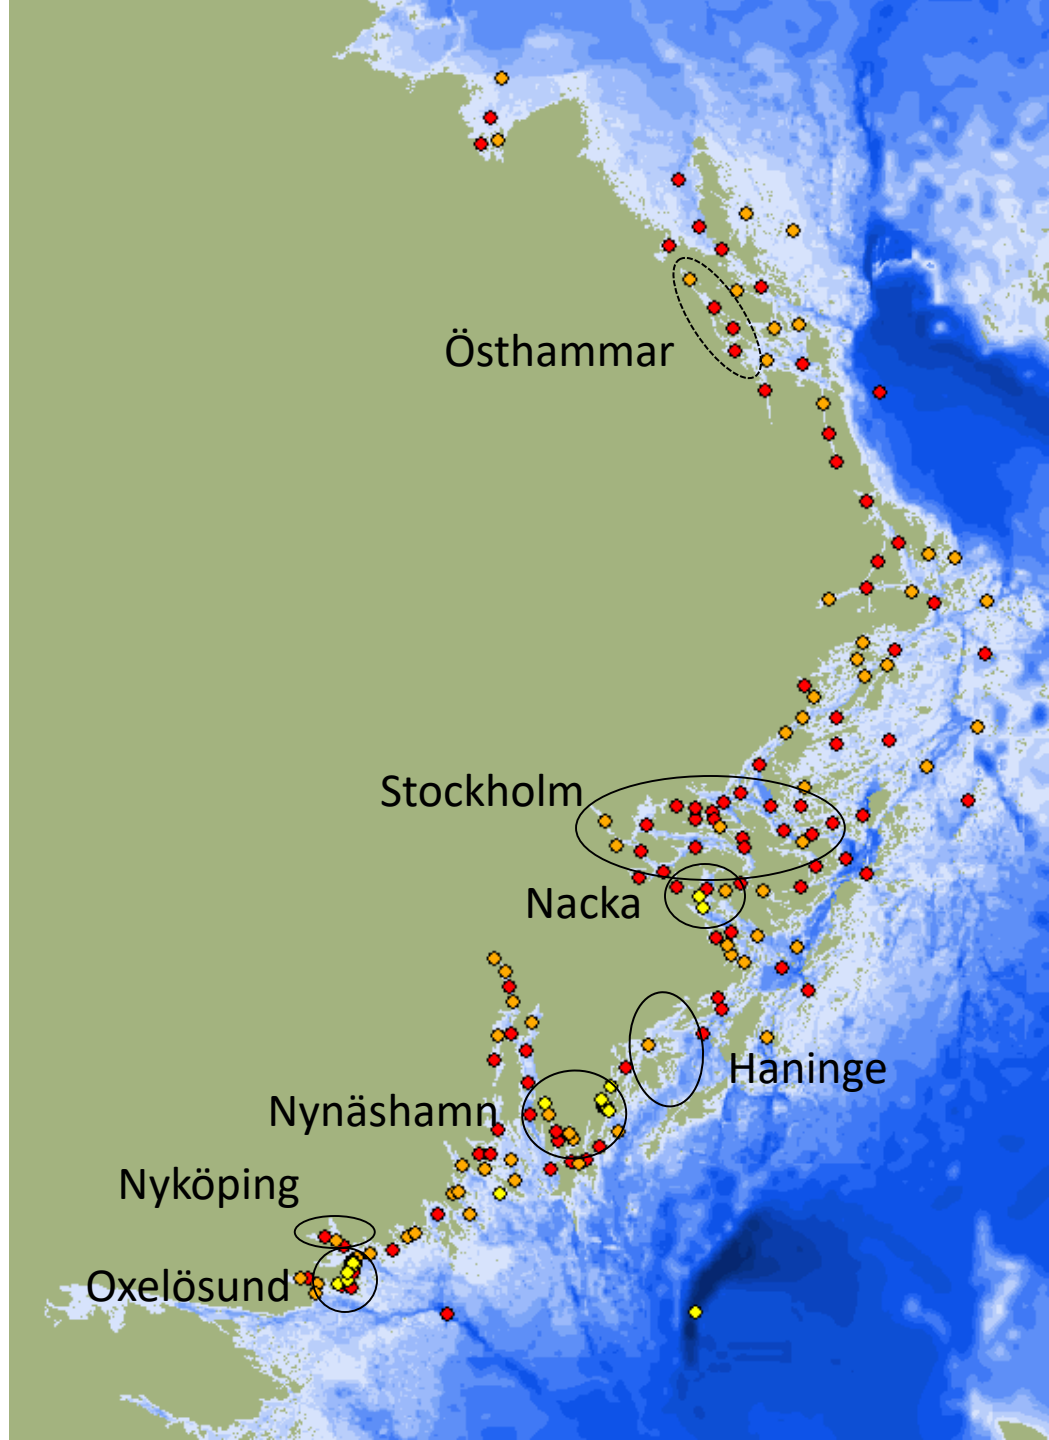 Östhammar
Stockholm
Nacka
Haninge
Nynäshamn
Nyköping
Oxelösund